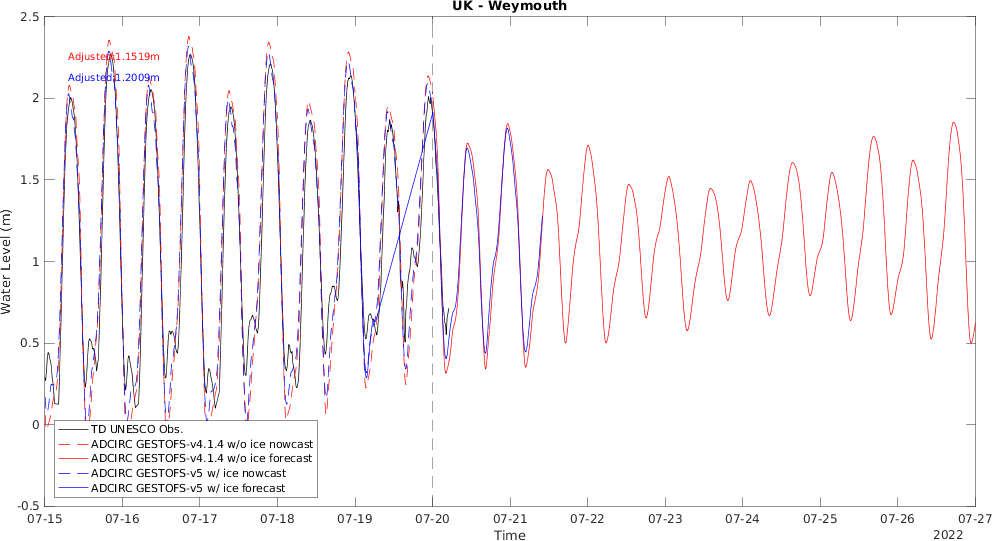 UK - Weymouth
2.5
2
1.5
1
0.5
0
-0.5
Water Level (m)
Adjusted:1.1519m
Adjusted:1.2009m
TD UNESCO Obs.
ADCIRC GESTOFS-v4.1.4 w/o ice nowcast
ADCIRC GESTOFS-v4.1.4 w/o ice forecast
ADCIRC GESTOFS-v5 w/ ice nowcast
ADCIRC GESTOFS-v5 w/ ice forecast
07-15 07-16 07-17 07-18 07-19 07-20 07-21 07-22 07-23 07-24 07-25 07-26 07-27
Time
2022